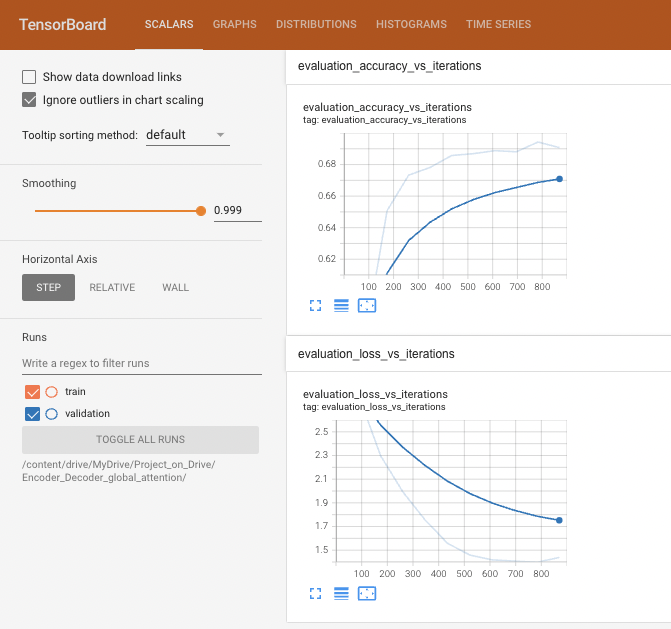 TensorBoard
SCALARS GRAPHS DISTRIBUTIONS HISTOGRAMS TIME SERIES
Show data download links
Ignore outliers in chart scaling
Tooltip sorting method: default
Smoothing
0.999
Horizontal Axis
STEP RELATIVE WALL
Runs
Write a regex to filter runs
train
validation
TOGGLE ALL RUNS
/content/drive/MyDrive/Project_on_Drive/
Encoder_Decoder_global_attention/
evaluation_accuracy_vs_iterations
evaluation_accuracy_vs_iterations
tag: evaluation_accuracy_vs_iterations
0.68
0.66
0.64
0.62
100 200 300 400 500 600 700 800
evaluation_loss_vs_iterations
evaluation_loss_vs_iterations
tag: evaluation_loss_vs_iterations
2.5
2.3
2.1
1.9
1.7
1.5
100 200 300 400 500 600 700 800